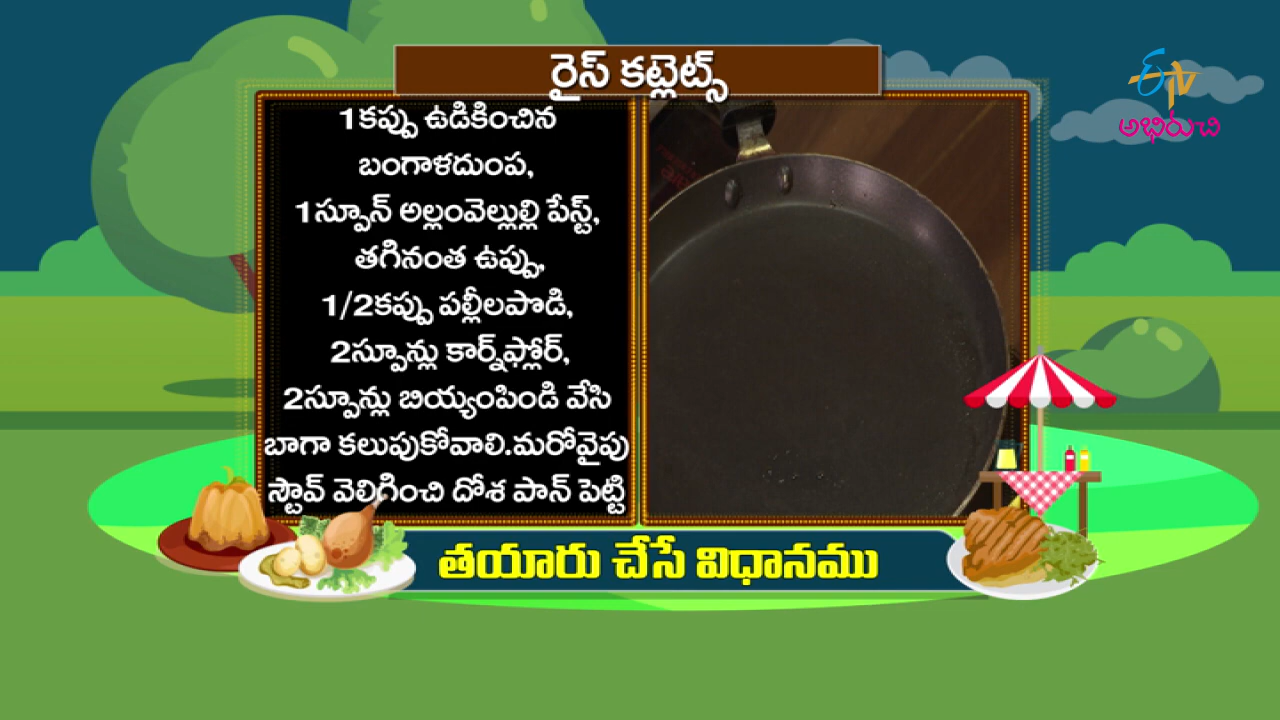 రైస్ కట్లెట్స్
ETV
అభిరుచి
1కప్పు ఉడికించిన
బంగాళదుంప,
1స్పూన్ అల్లంవెల్లుల్లి పేస్ట్,
తగినంత ఉప్పు,
1/2కప్పు పల్లీలపొడి,
2స్పూన్లు కార్న్‌ఫ్లోర్,
2స్పూన్లు బియ్యంపిండి వేసి
బాగా కలుపుకోవాలి.మరోవైపు
స్టౌవ్ వెలిగించి దోశ పాన్ పెట్టి
తయారు చేసే విధానము